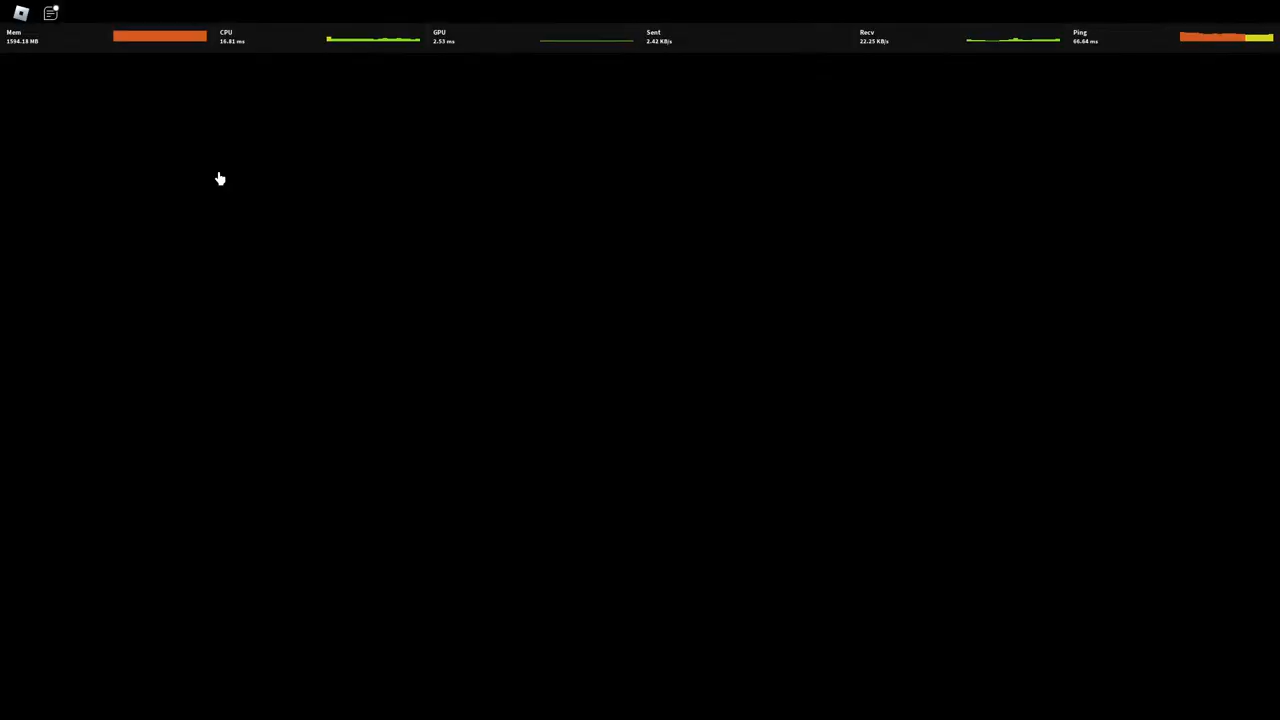 Mem CPU GPU Sent Recv Ping
1594.18 MB 16.81 ms 2.53 ms 2.42 KB/s 22.25 KB/s 66.64 ms